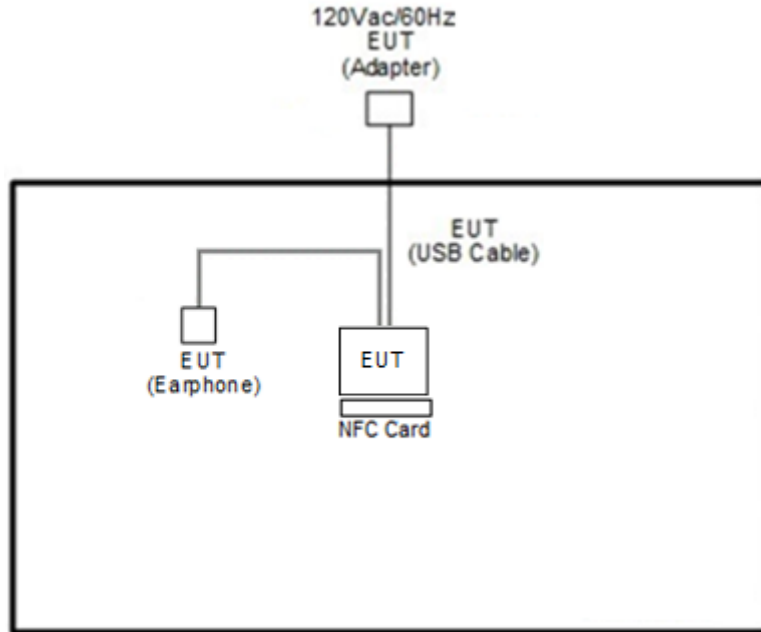 120Vac/60Hz
EUT
(Adapter)
EUT
(USB Cable)
EUT
(Earphone)
EUT
NFC Card